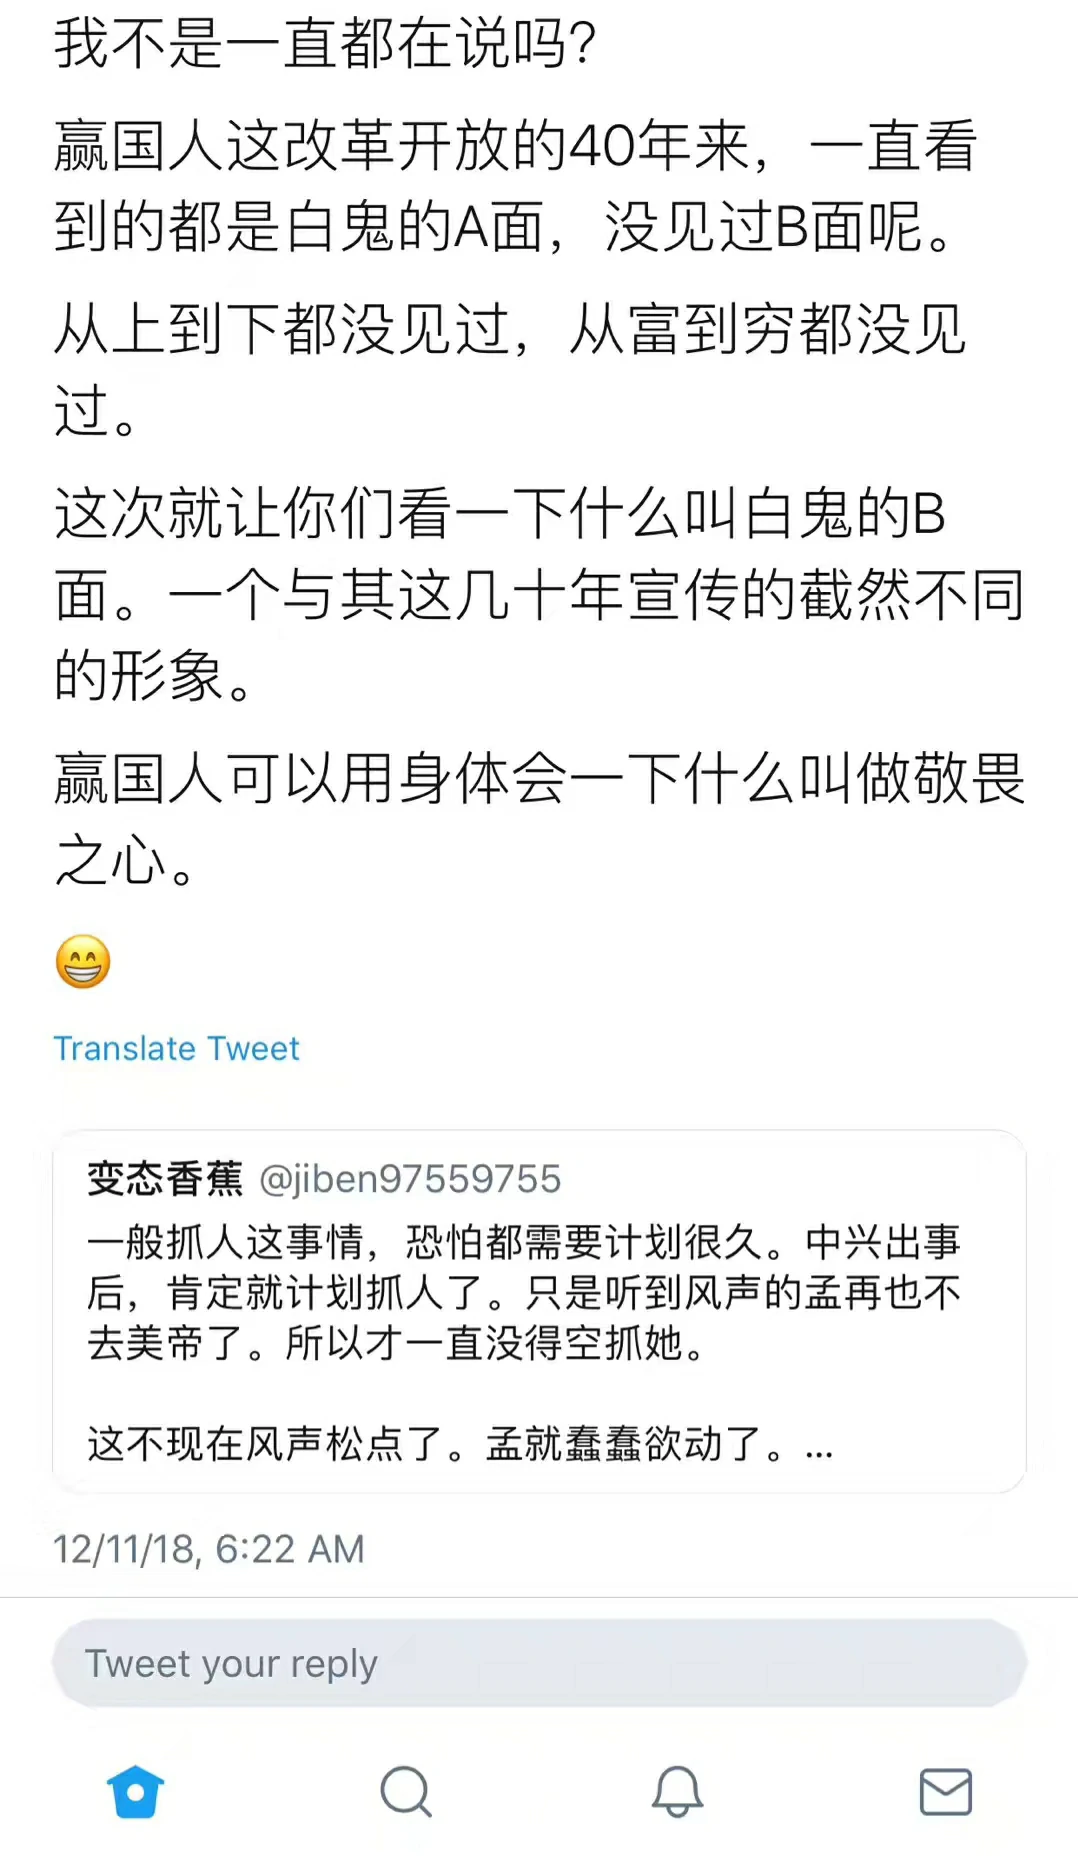 我不是一直都在说吗？
赢国人这改革开放的40年来，一直看
到的都是白鬼的A面，没见过B面呢。
从上到下都没见过，从富到穷都没见
过。
这次就让你们看一下什么叫白鬼的B
面。一个与其这几十年宣传的截然不同
的形象。
赢国人可以用身体会一下什么叫做敬畏
之心。
😁
Translate Tweet
变态香蕉 @jiben97559755
一般抓人这事情，恐怕都需要计划很久。中兴出事
后，肯定就计划抓人了。只是听到风声的孟再也不
去美帝了。所以才一直没得空抓她。
这不现在风声松点了。孟就蠢蠢欲动了。...
12/11/18, 6:22 AM
Tweet your reply